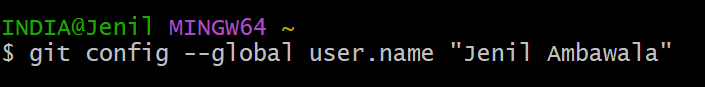 INDIA@Jenil MINGW64 ~
$ git config --global user.name "Jenil Ambawala"